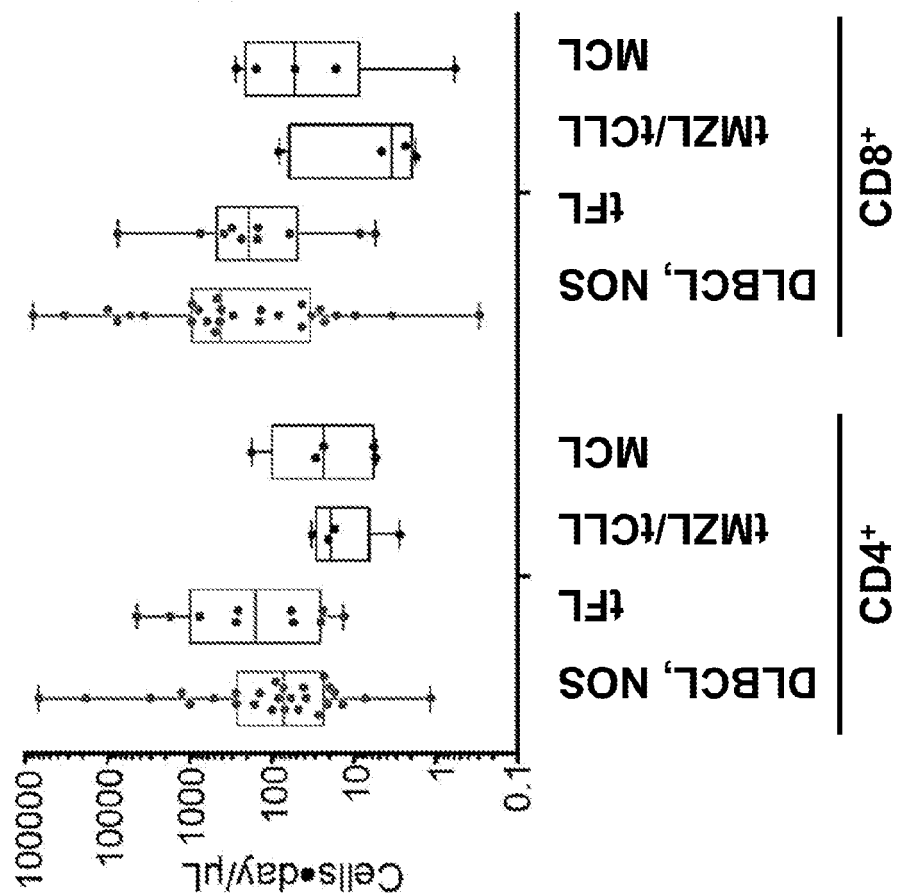 Cells•day/µL
100000
10000
1000
100
10
1
0.1
DLBCL, NOS
tFL
tMZL/tCLL
MCL
DLBCL, NOS
tFL
tMZL/tCLL
MCL
CD4⁺
CD8⁺